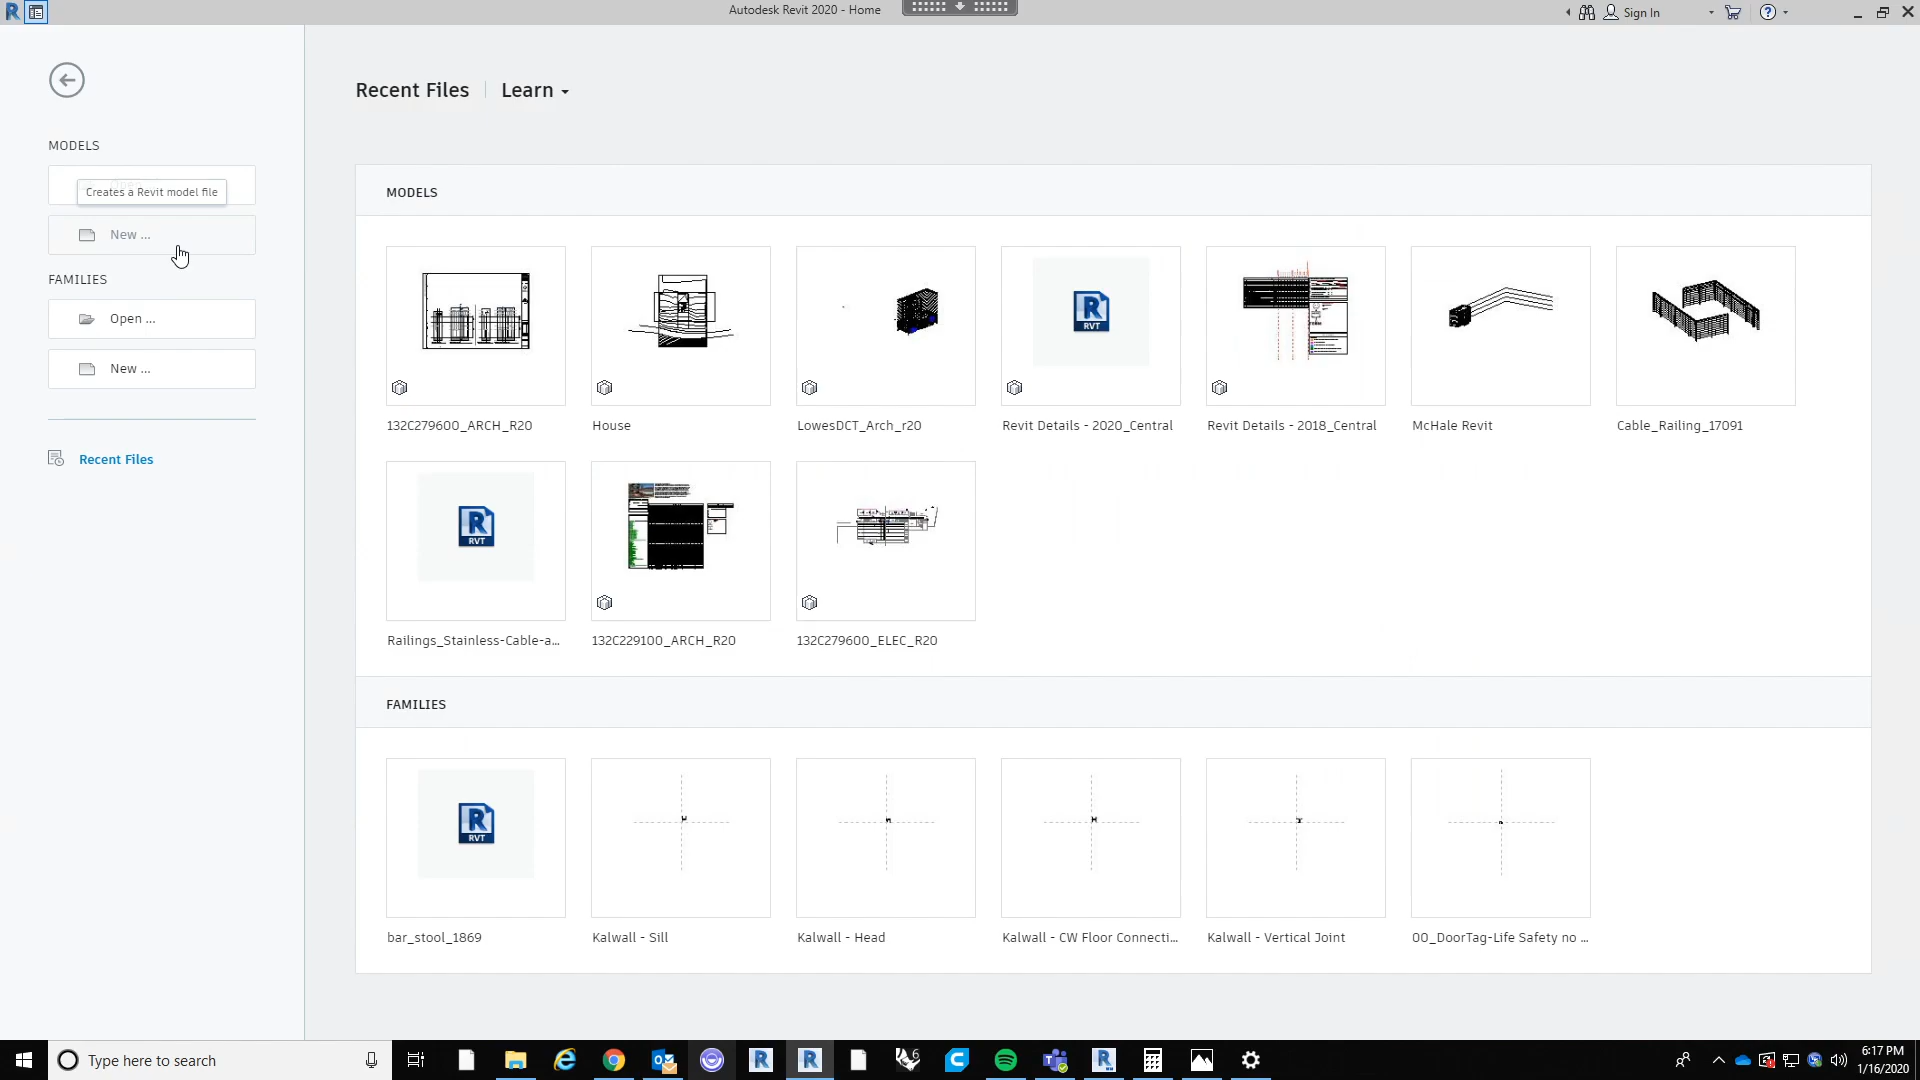 Autodesk Revit 2020 - Home
Sign In
Recent Files
Learn
MODELS
Creates a Revit model file
New ...
FAMILIES
Open ...
New ...
Recent Files
MODELS
132C279600_ARCH_R20
House
LowesDCT_Arch_r20
Revit Details - 2020_Central
Revit Details - 2018_Central
McHale Revit
Cable_Railing_17091
RVT
RVT
Railings_Stainless-Cable-a...
132C229100_ARCH_R20
132C279600_ELEC_R20
FAMILIES
RVT
bar_stool_1869
Kalwall - Sill
Kalwall - Head
Kalwall - CW Floor Connecti...
Kalwall - Vertical Joint
00_DoorTag-Life Safety no ...
Type here to search
6:17 PM
1/16/2020